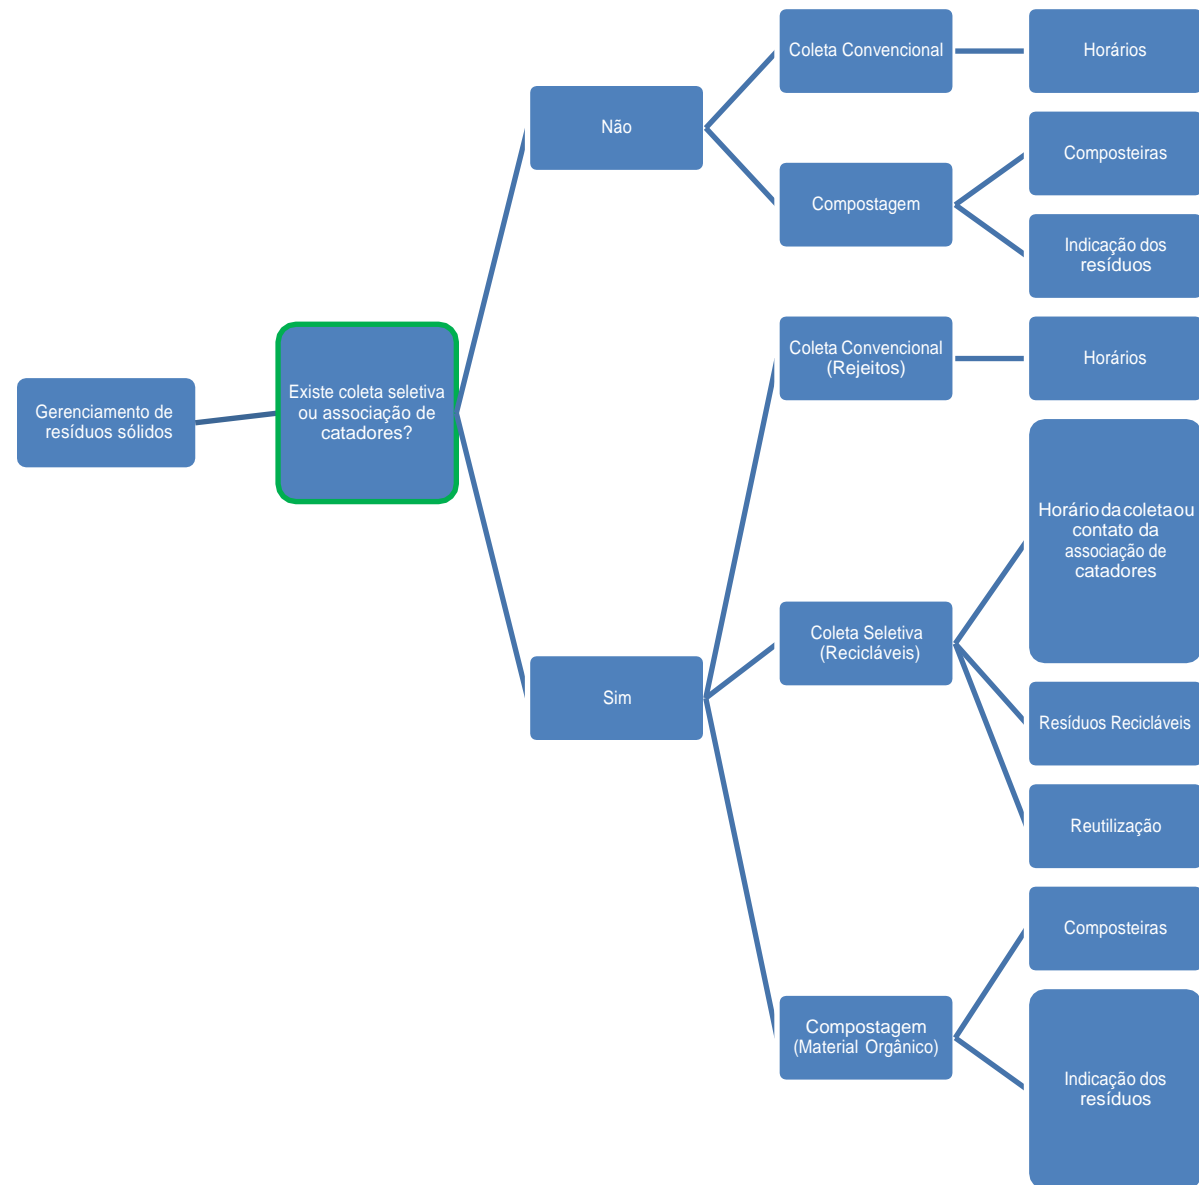 Gerenciamento de
resíduos sólidos
Existe coleta seletiva
ou associação de
catadores?
Não
Coleta Convencional
Horários
Compostagem
Composteiras
Indicação dos
resíduos
Sim
Coleta Convencional
(Rejeitos)
Horários
Coleta Seletiva
(Recicláveis)
Horário da coleta ou
contato da
associação de
catadores
Resíduos Recicláveis
Reutilização
Compostagem
(Material Orgânico)
Composteiras
Indicação dos
resíduos